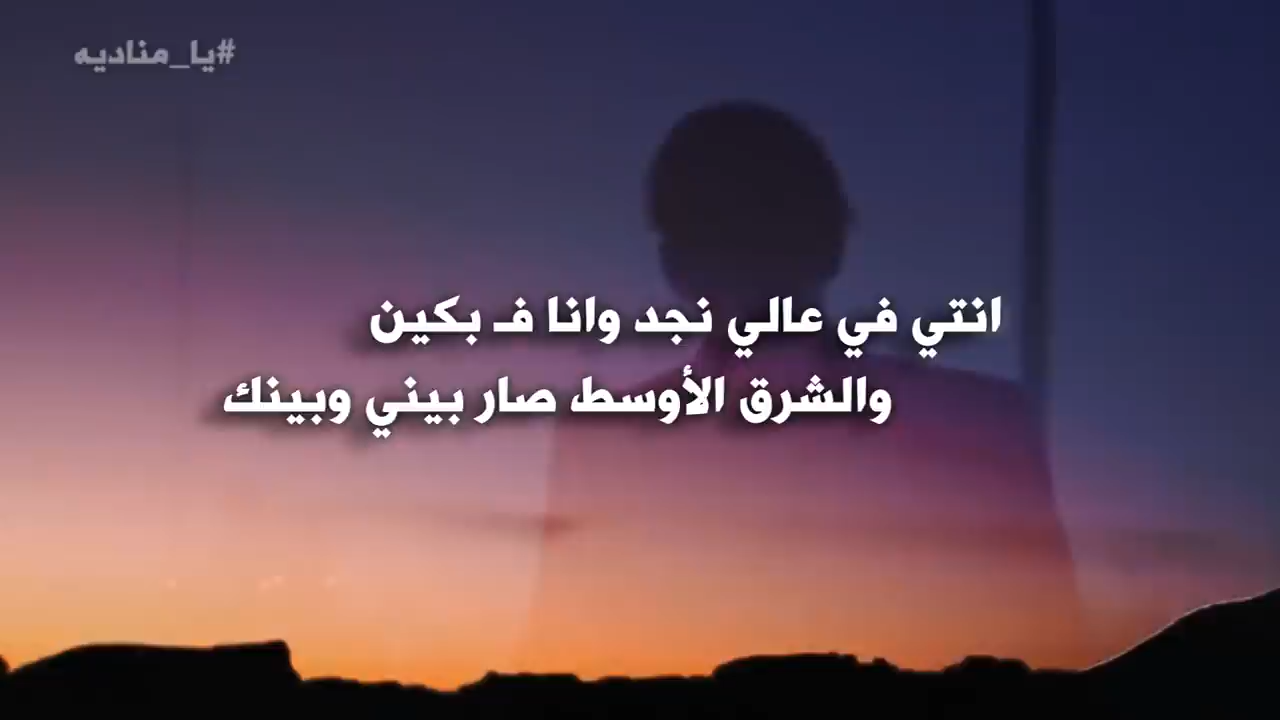 #يا_مناديه
انتي في عالي نجد وانا فـ بكين
والشرق الأوسط صار بيني وبينك